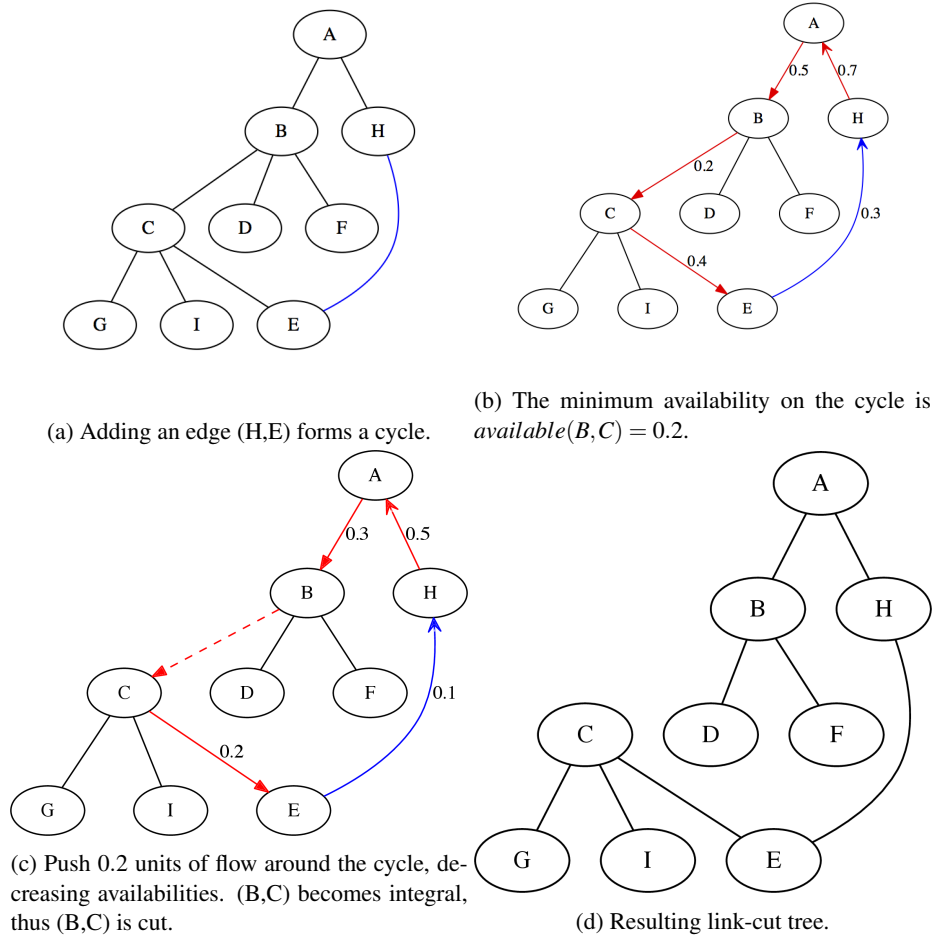 A
B
H
C
D
F
G
I
E
(a) Adding an edge (H,E) forms a cycle.
A
0.5
0.7
B
H
0.2
C
D
F
0.3
0.4
G
I
E
(b) The minimum availability on the cycle is
available(B,C) = 0.2.
A
0.3
0.5
B
H
C
D
F
0.1
0.2
G
I
E
(c) Push 0.2 units of flow around the cycle, de-
creasing availabilities. (B,C) becomes integral,
thus (B,C) is cut.
A
B
H
C
D
F
G
I
E
(d) Resulting link-cut tree.